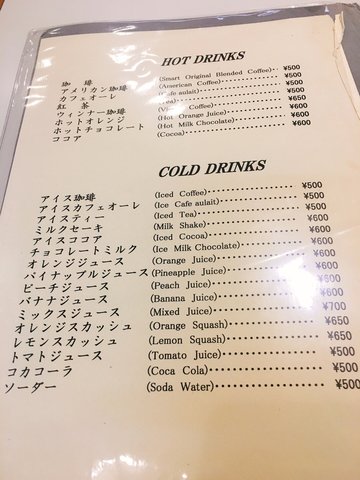 HOT DRINKS
珈琲 (Smart Original Blended Coffee)‥ ¥500
アメリカン珈琲 (American Coffee)‥‥‥‥‥ ¥500
カフェオーレ (Cafe aulait)‥‥‥‥‥‥‥ ¥500
紅茶 (Tea)‥‥‥‥‥‥‥‥‥‥ ¥500
ウィンナー珈琲 Coffee)‥‥‥‥‥‥‥ ¥650
ホットオレンジ (Hot Orange Juice)‥‥‥‥‥ ¥600
ホットチョコレート (Hot Milk Chocolate)‥‥‥‥ ¥600
ココア (Cocoa)‥‥‥‥‥‥‥‥‥ ¥600
COLD DRINKS
アイス珈琲 (Iced Coffee)‥‥‥‥‥‥‥ ¥500
アイスカフェオーレ (Ice Cafe aulait)‥‥‥‥‥‥ ¥600
アイスティー (Iced Tea)‥‥‥‥‥‥‥‥ ¥500
ミルクセーキ (Milk Shake)‥‥‥‥‥‥‥ ¥600
アイスココア (Iced Cocoa)‥‥‥‥‥‥‥ ¥600
チョコレートミルク (Ice Milk Chocolate)‥‥‥‥ ¥600
オレンジジュース (Orange Juice)‥‥‥‥‥‥ ¥600
パイナップルジュース (Pineapple Juice)‥‥‥‥‥ ¥600
ピーチジュース (Peach Juice)‥‥‥‥‥‥‥ ¥600
バナナジュース (Banana Juice)‥‥‥‥‥‥ ¥600
ミックスジュース (Mixed Juice)‥‥‥‥‥‥‥ ¥700
オレンジスカッシュ (Orange Squash)‥‥‥‥‥‥ ¥650
レモンスカッシュ (Lemon Squash)‥‥‥‥‥‥ ¥650
トマトジュース (Tomato Juice)‥‥‥‥‥‥ ¥500
コカコーラ (Coca Cola)‥‥‥‥‥‥‥‥ ¥500
ソーダー (Soda Water)‥‥‥‥‥‥‥ ¥500